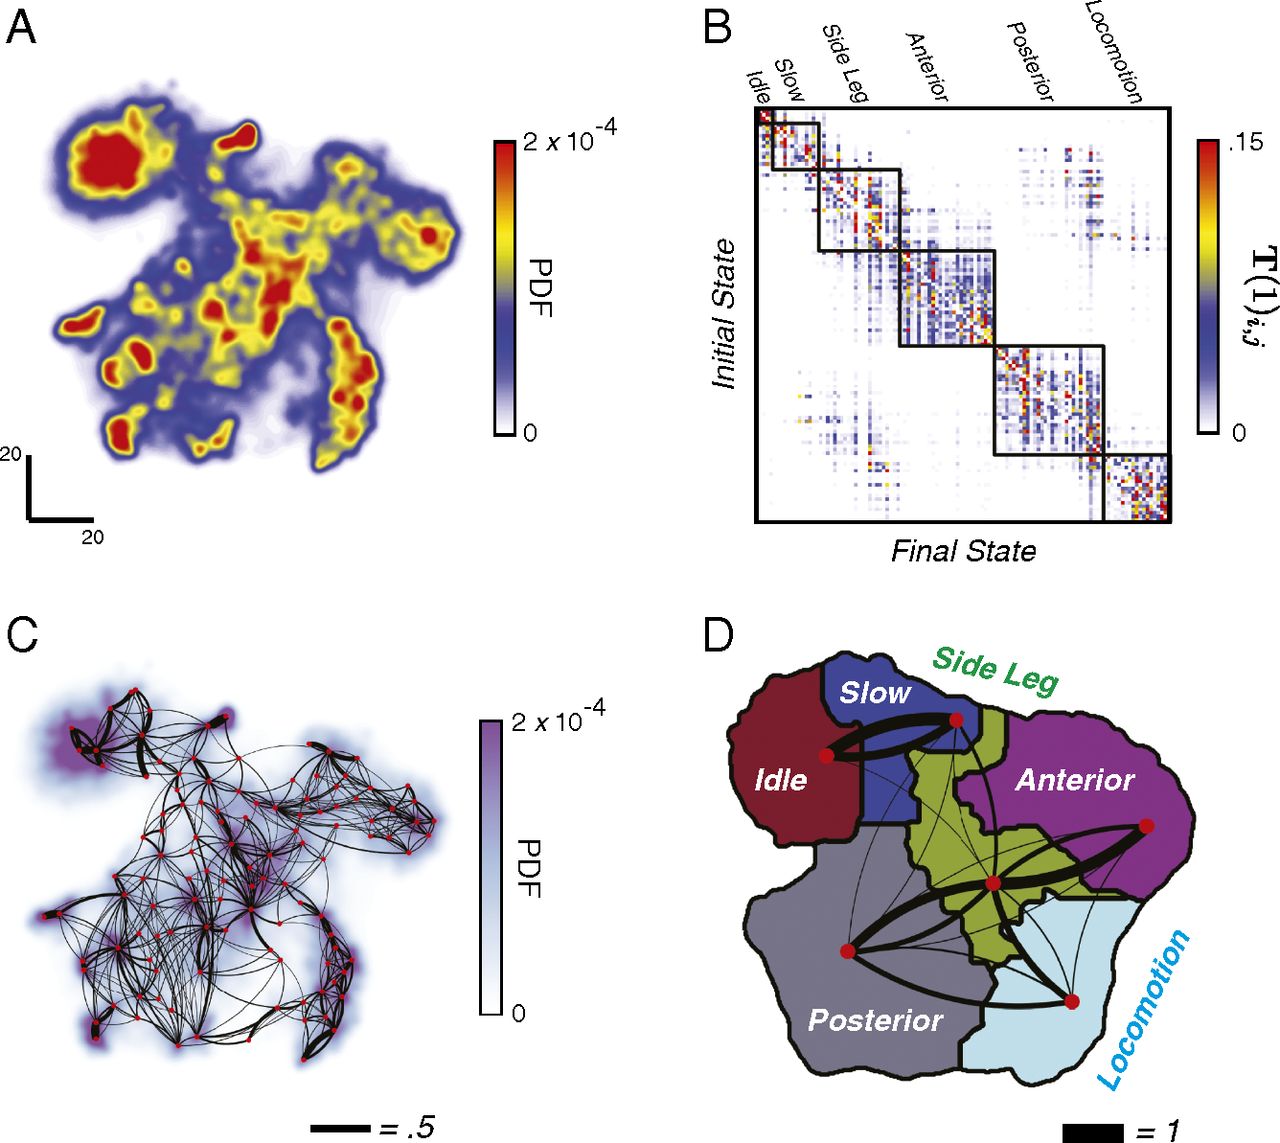 A
2 x 10-4
PDF
0
20
20
B
Idle
Slow
Side Leg
Anterior
Posterior
Locomotion
Initial State
Final State
.15
T(1)i,j
0
C
2 x 10-4
PDF
0
= .5
D
Side Leg
Slow
Idle
Anterior
Posterior
Locomotion
= 1